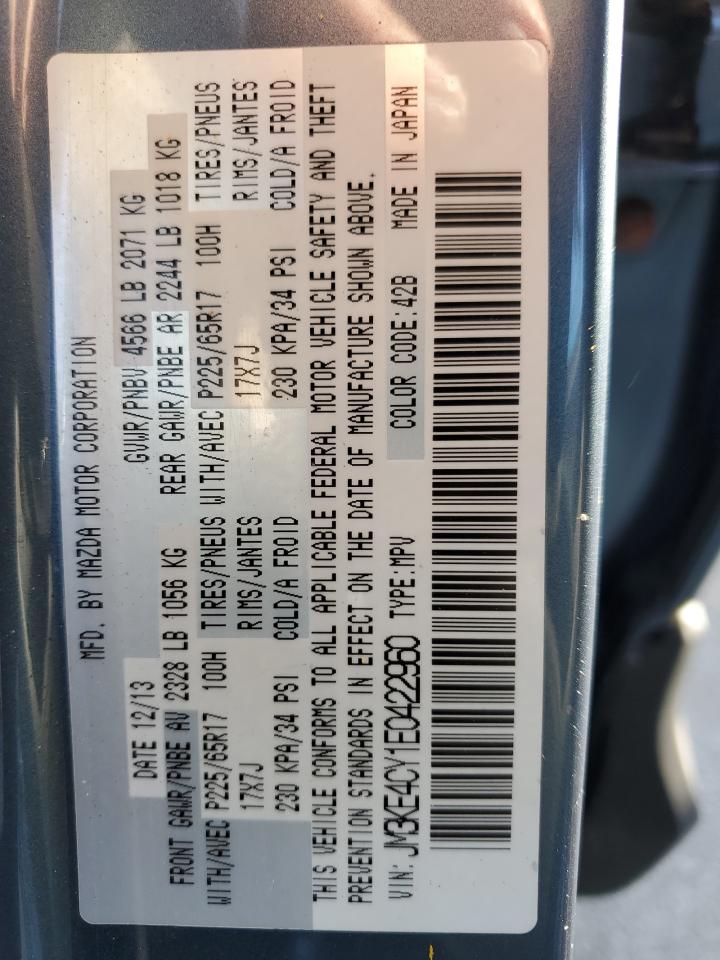 MFD. BY MAZDA MOTOR CORPORATION
DATE 12/13 GVWR/PNBV 4566 LB 2071 KG
FRONT GAWR/PNBE AV 2328 LB 1056 KG REAR GAWR/PNBE AR 2244 LB 1018 KG
WITH/AVEC P225/65R17 100H TIRES/PNEUS WITH/AVEC P225/65R17 100H TIRES/PNEUS
17X7J RIMS/JANTES 17X7J RIMS/JANTES
230 KPA/34 PSI COLD/A FROID 230 KPA/34 PSI COLD/A FROID
THIS VEHICLE CONFORMS TO ALL APPLICABLE FEDERAL MOTOR VEHICLE SAFETY AND THEFT
PREVENTION STANDARDS IN EFFECT ON THE DATE OF MANUFACTURE SHOWN ABOVE.
VIN: JM3KE4CY1E0422960 TYPE:MPV COLOR CODE:42B MADE IN JAPAN